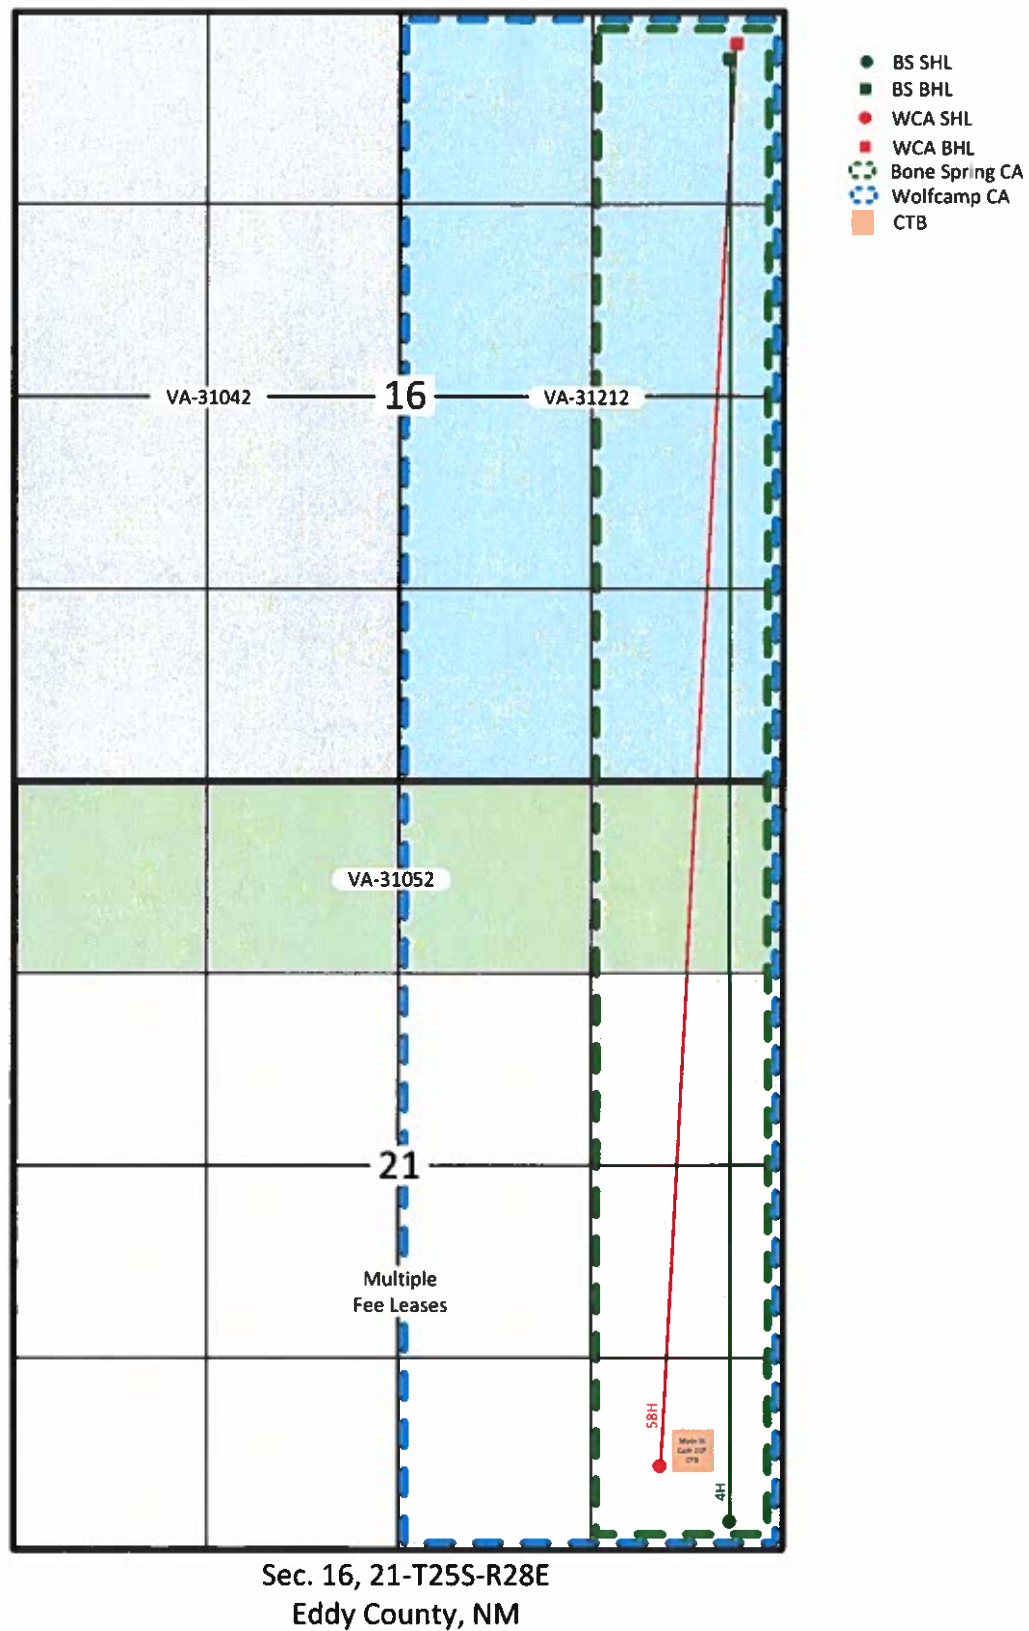 BS SHL
BS BHL
WCA SHL
WCA BHL
Bone Spring CA
Wolfcamp CA
CTB
VA-31042
16
VA-31212
VA-31052
21
Multiple
Fee Leases
58H
CTB
4H
Sec. 16, 21-T25S-R28E
Eddy County, NM